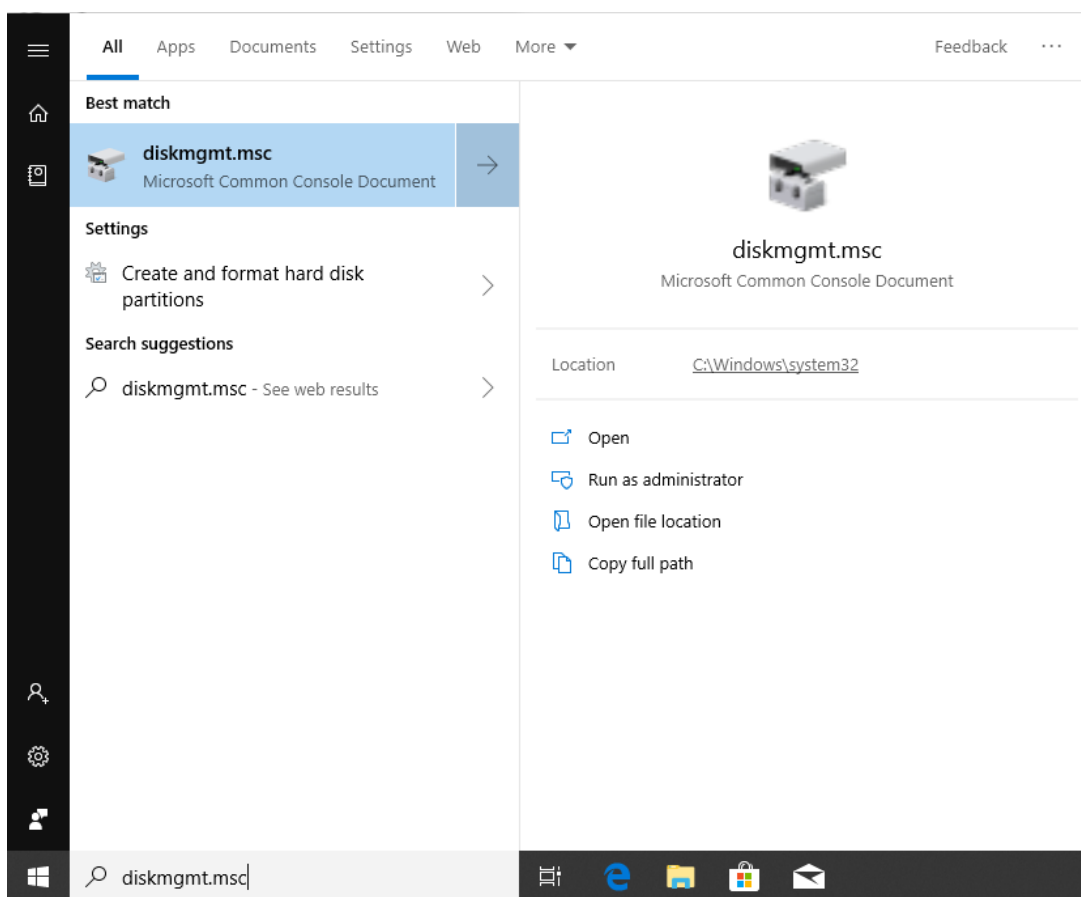 All Apps Documents Settings Web More Feedback ...
Best match
diskmgmt.msc
Microsoft Common Console Document
Settings
Create and format hard disk
partitions
Search suggestions
diskmgmt.msc - See web results
diskmgmt.msc
Microsoft Common Console Document
Location C:\Windows\system32
Open
Run as administrator
Open file location
Copy full path
diskmgmt.msc